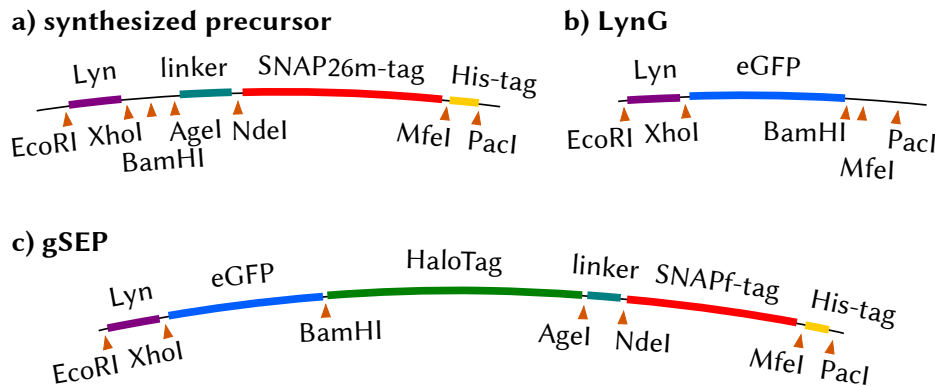 a) synthesized precursor
Lyn linker SNAP26m-tag His-tag
EcoRI XhoI BamHI AgeI NdeI MfeI PacI
b) LynG
Lyn eGFP
EcoRI XhoI BamHI MfeI PacI
c) gSEP
Lyn eGFP HaloTag linker SNAPf-tag His-tag
EcoRI XhoI BamHI AgeI NdeI MfeI PacI